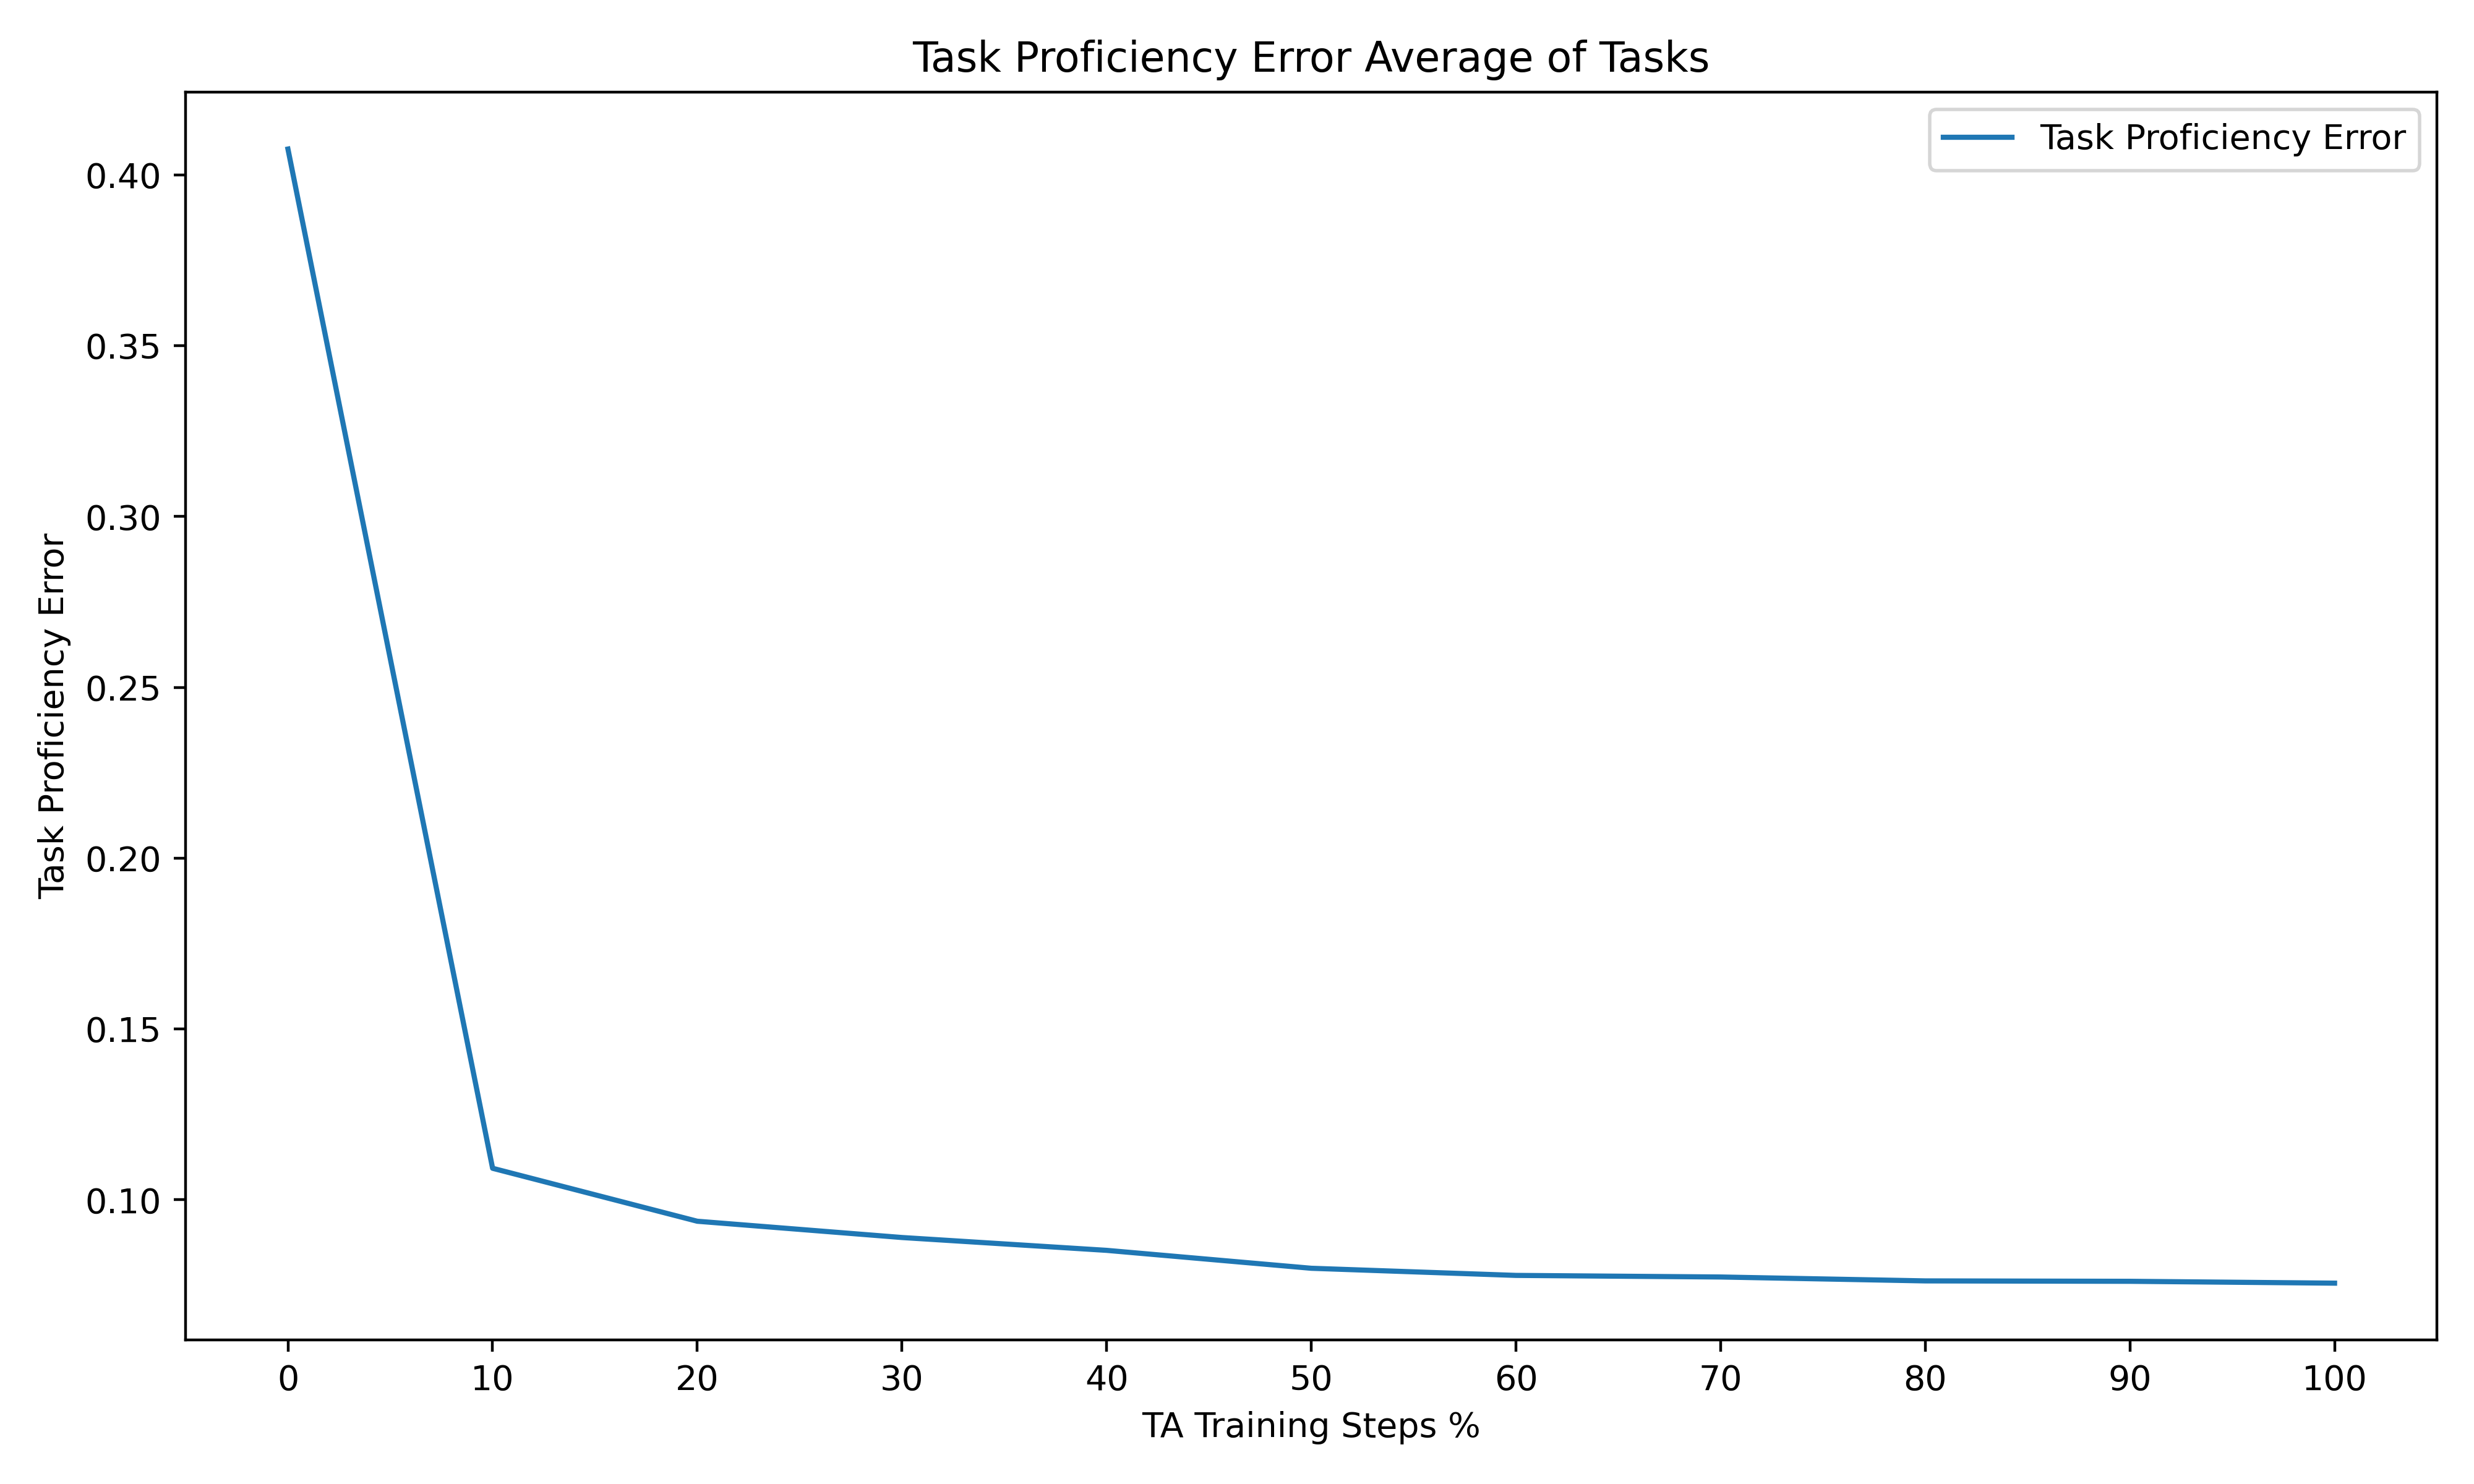 Task Proficiency Error Average of Tasks
Task Proficiency Error
0.40
0.35
0.30
0.25
0.20
0.15
0.10
Task Proficiency Error
0 10 20 30 40 50 60 70 80 90 100
TA Training Steps %